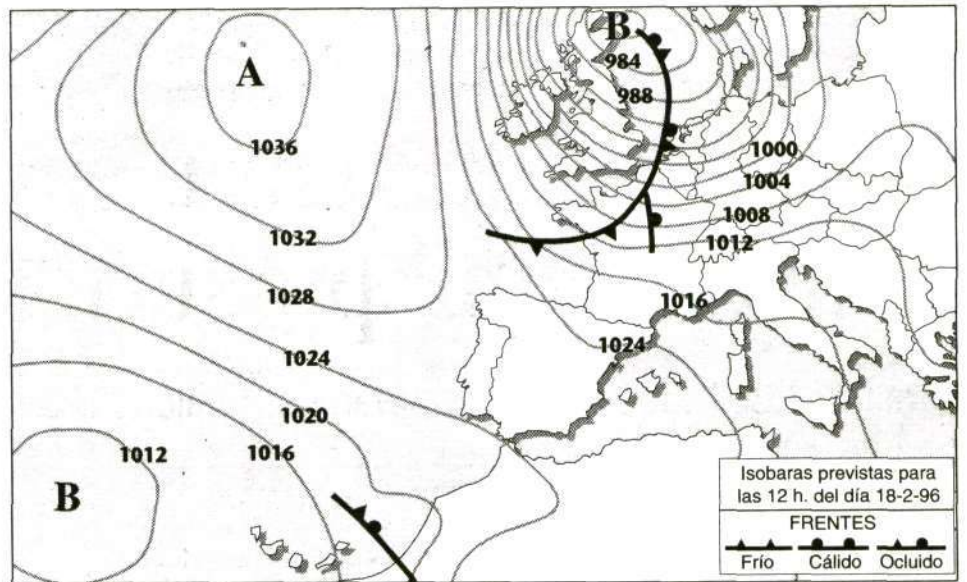 B
984
A
988
1036
1000
1004
1008
1032
1012
1028
1016
1024
1024
1020
1012
1016
B
Isobaras previstas para
las 12 h. del día 18-2-96
FRENTES
Frío Cálido Ocluido